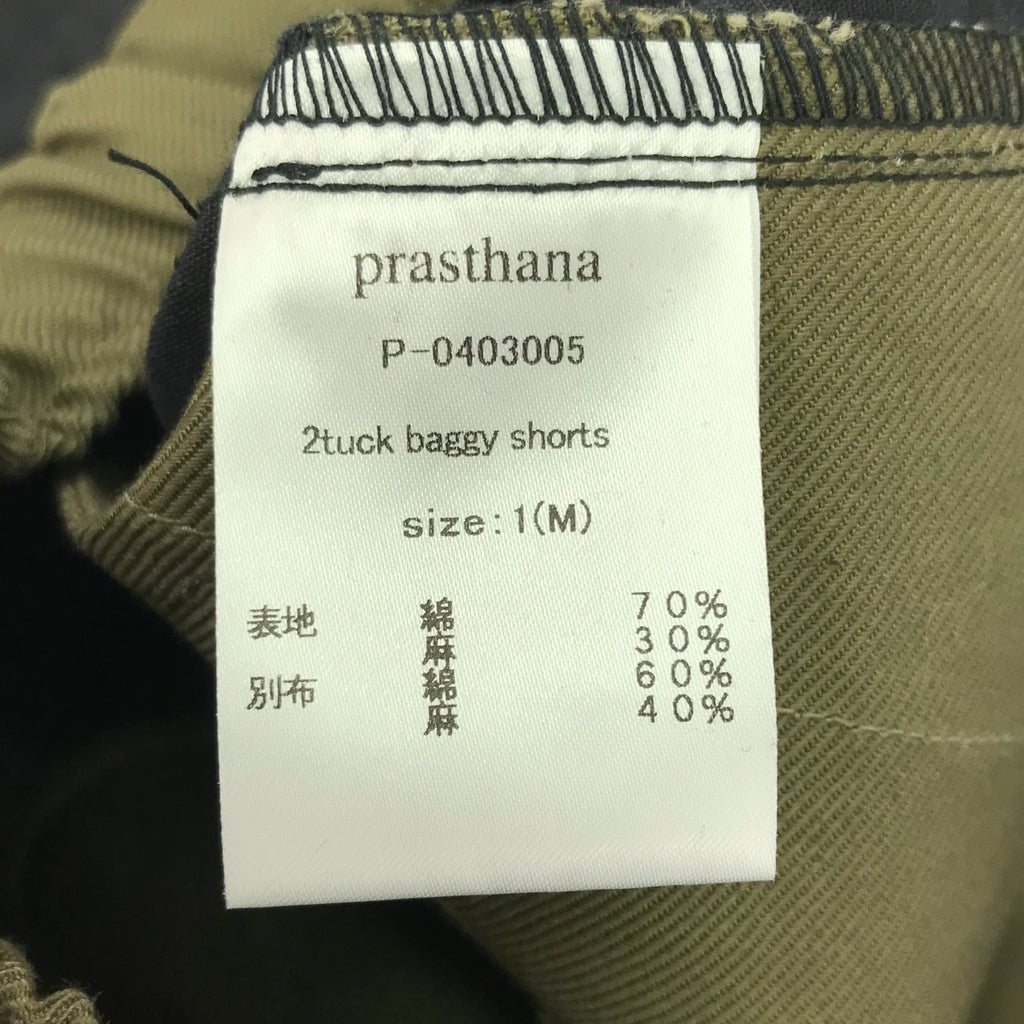 prasthana
P-0403005
2tuck baggy shorts
size:1(M)
表地 綿 70%
麻 30%
別布 綿 60%
麻 40%